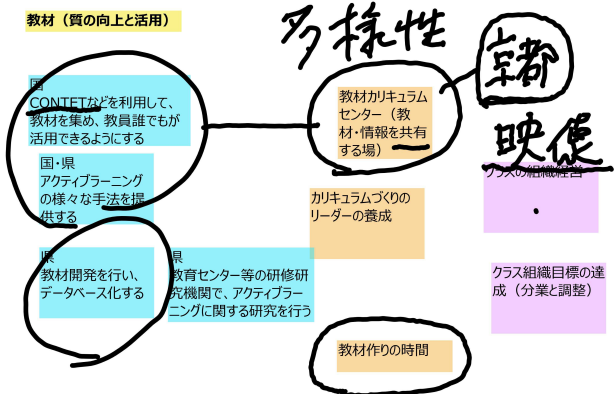 教材（質の向上と活用）
多様性
京都
国
CONTETなどを利用して、
教材を集め、教員誰でもが
活用できるようにする
教材カリキュラム
センター（教
材・情報を共有
する場）
映像
国・県
アクティブラーニング
の様々な手法を提
供する
クラスの組織経営
カリキュラムづくりの
リーダーの養成
県
教材開発を行い、
データベース化する
県
教育センター等の研修研
究機関で、アクティブラー
ニングに関する研究を行う
クラス組織目標の達
成（分業と調整）
教材作りの時間